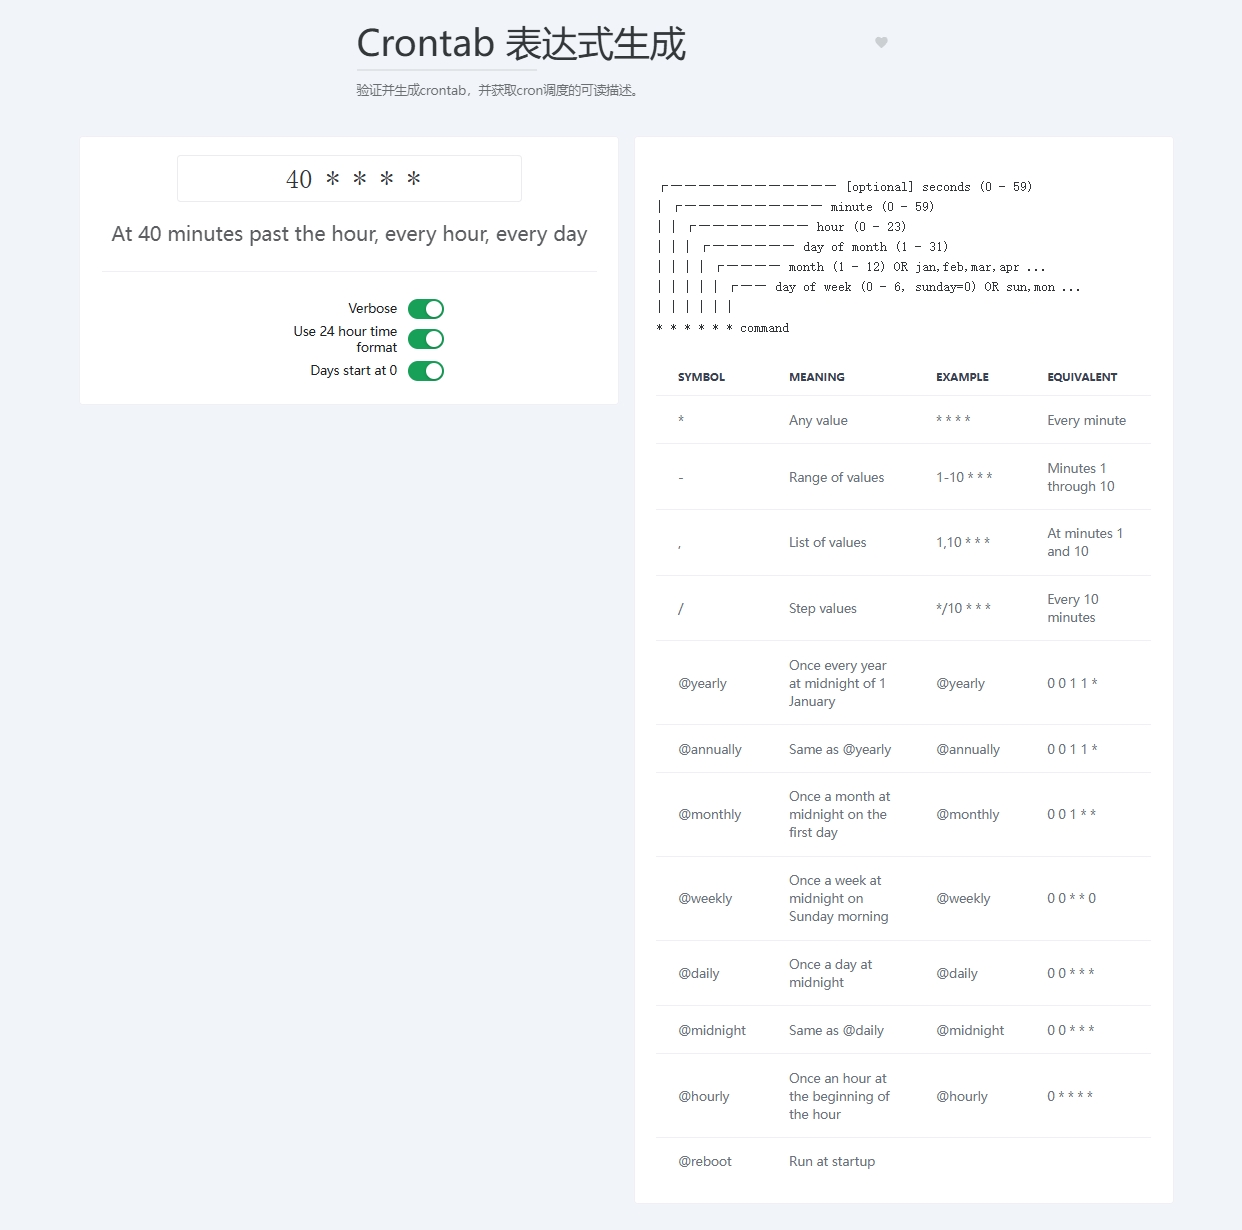 Crontab 表达式生成
验证并生成crontab，并获取cron调度的可读描述。
40 * * * *
At 40 minutes past the hour, every hour, every day
Verbose
Use 24 hour time
format
Days start at 0
┌──────────── [optional] seconds (0 - 59)
| ┌────────── minute (0 - 59)
| | ┌──────── hour (0 - 23)
| | | ┌────── day of month (1 - 31)
| | | | ┌──── month (1 - 12) OR jan,feb,mar,apr ...
| | | | | ┌── day of week (0 - 6, sunday=0) OR sun,mon ...
| | | | | |
* * * * * * command
SYMBOL MEANING EXAMPLE EQUIVALENT
* Any value * * * * Every minute
- Range of values 1-10 * * * Minutes 1
through 10
, List of values 1,10 * * * At minutes 1
and 10
/ Step values */10 * * * Every 10
minutes
@yearly Once every year
at midnight of 1
January @yearly 0 0 1 1 *
@annually Same as @yearly @annually 0 0 1 1 *
@monthly Once a month at
midnight on the
first day @monthly 0 0 1 * *
@weekly Once a week at
midnight on
Sunday morning @weekly 0 0 * * 0
@daily Once a day at
midnight @daily 0 0 * * *
@midnight Same as @daily @midnight 0 0 * * *
@hourly Once an hour at
the beginning of
the hour @hourly 0 * * * *
@reboot Run at startup